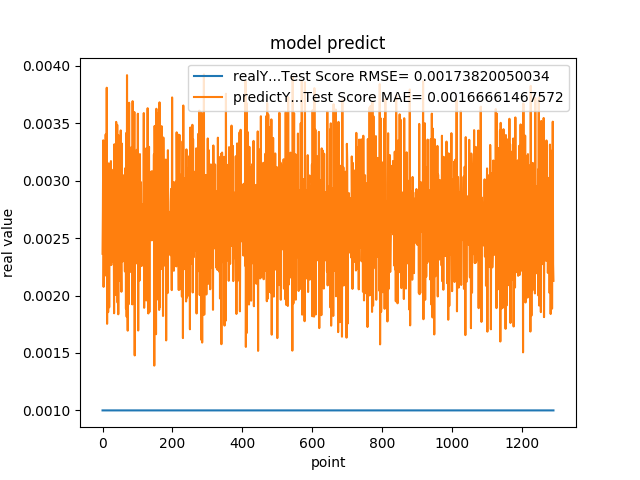 model predict
realY...Test Score RMSE= 0.00173820050034
predictY...Test Score MAE= 0.00166661467572
0.0040
0.0035
0.0030
0.0025
0.0020
0.0015
0.0010
real value
0 200 400 600 800 1000 1200
point